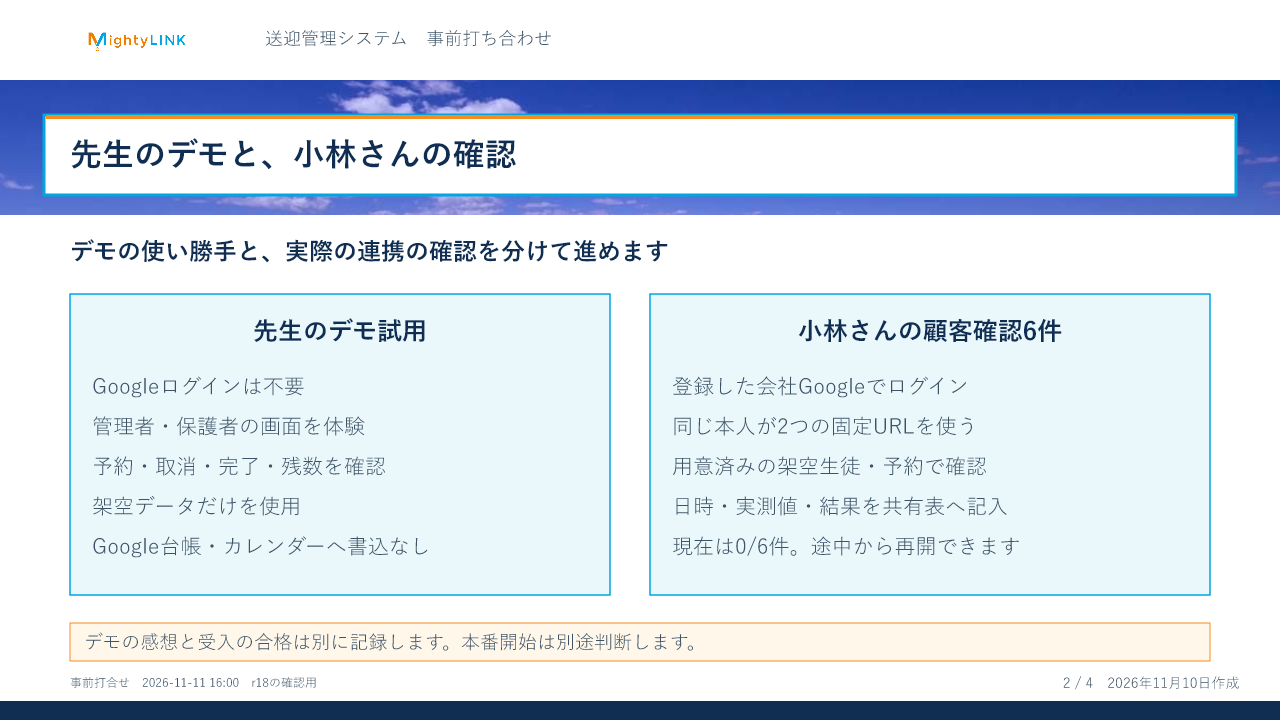 MightyLINK
送迎管理システム　事前打ち合わせ
先生のデモと、小林さんの確認
デモの使い勝手と、実際の連携の確認を分けて進めます
先生のデモ試用
Googleログインは不要
管理者・保護者の画面を体験
予約・取消・完了・残数を確認
架空データだけを使用
Google台帳・カレンダーへ書込なし
小林さんの顧客確認6件
登録した会社Googleでログイン
同じ本人が2つの固定URLを使う
用意済みの架空生徒・予約で確認
日時・実測値・結果を共有表へ記入
現在は0/6件。途中から再開できます
デモの感想と受入の合格は別に記録します。本番開始は別途判断します。
事前打合せ　2026-11-11 16:00　r18の確認用
2 / 4　2026年11月10日作成